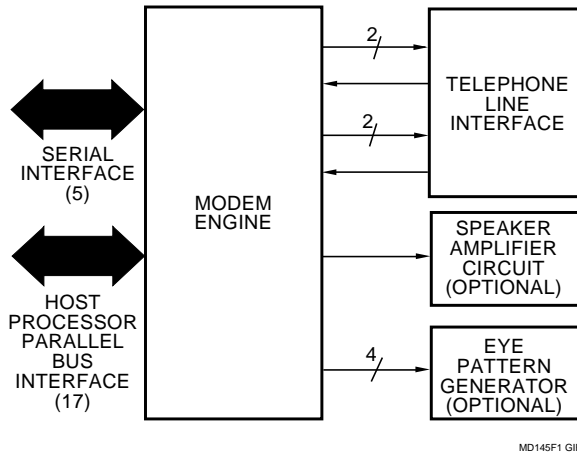 2
TELEPHONE
LINE
INTERFACE
2
SERIAL
INTERFACE
(5)
MODEM
ENGINE
SPEAKER
AMPLIFIER
CIRCUIT
(OPTIONAL)
HOST
PROCESSOR
PARALLEL
BUS
INTERFACE
(17)
4
EYE
PATTERN
GENERATOR
(OPTIONAL)
MD145F1 GII